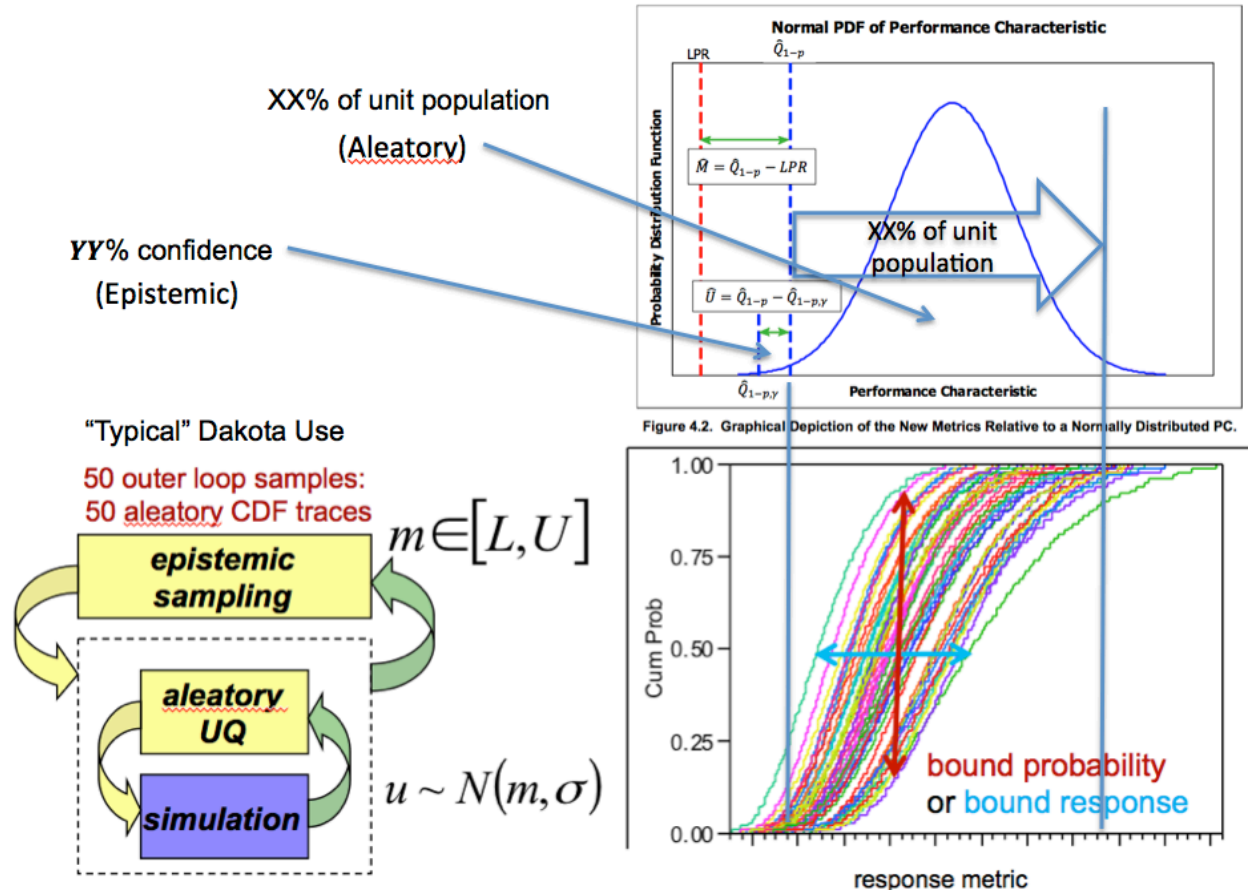 Normal PDF of Performance Characteristic
LPR
Q̂₁₋ₚ
XX% of unit population
(Aleatory)
M̂ = Q̂₁₋ₚ − LPR
Probability Distribution Function
XX% of unit
population
YY% confidence
(Epistemic)
Û = Q̂₁₋ₚ − Q̂₁₋ₚ,ᵧ
Q̂₁₋ₚ,ᵧ
Performance Characteristic
Figure 4.2. Graphical Depiction of the New Metrics Relative to a Normally Distributed PC.
“Typical” Dakota Use
50 outer loop samples:
50 aleatory CDF traces
epistemic
sampling
m∈[L,U]
aleatory
UQ
simulation
u ~ N(m,σ)
1.00
0.75
0.50
0.25
0.00
Cum Prob
bound probability
or bound response
response metric